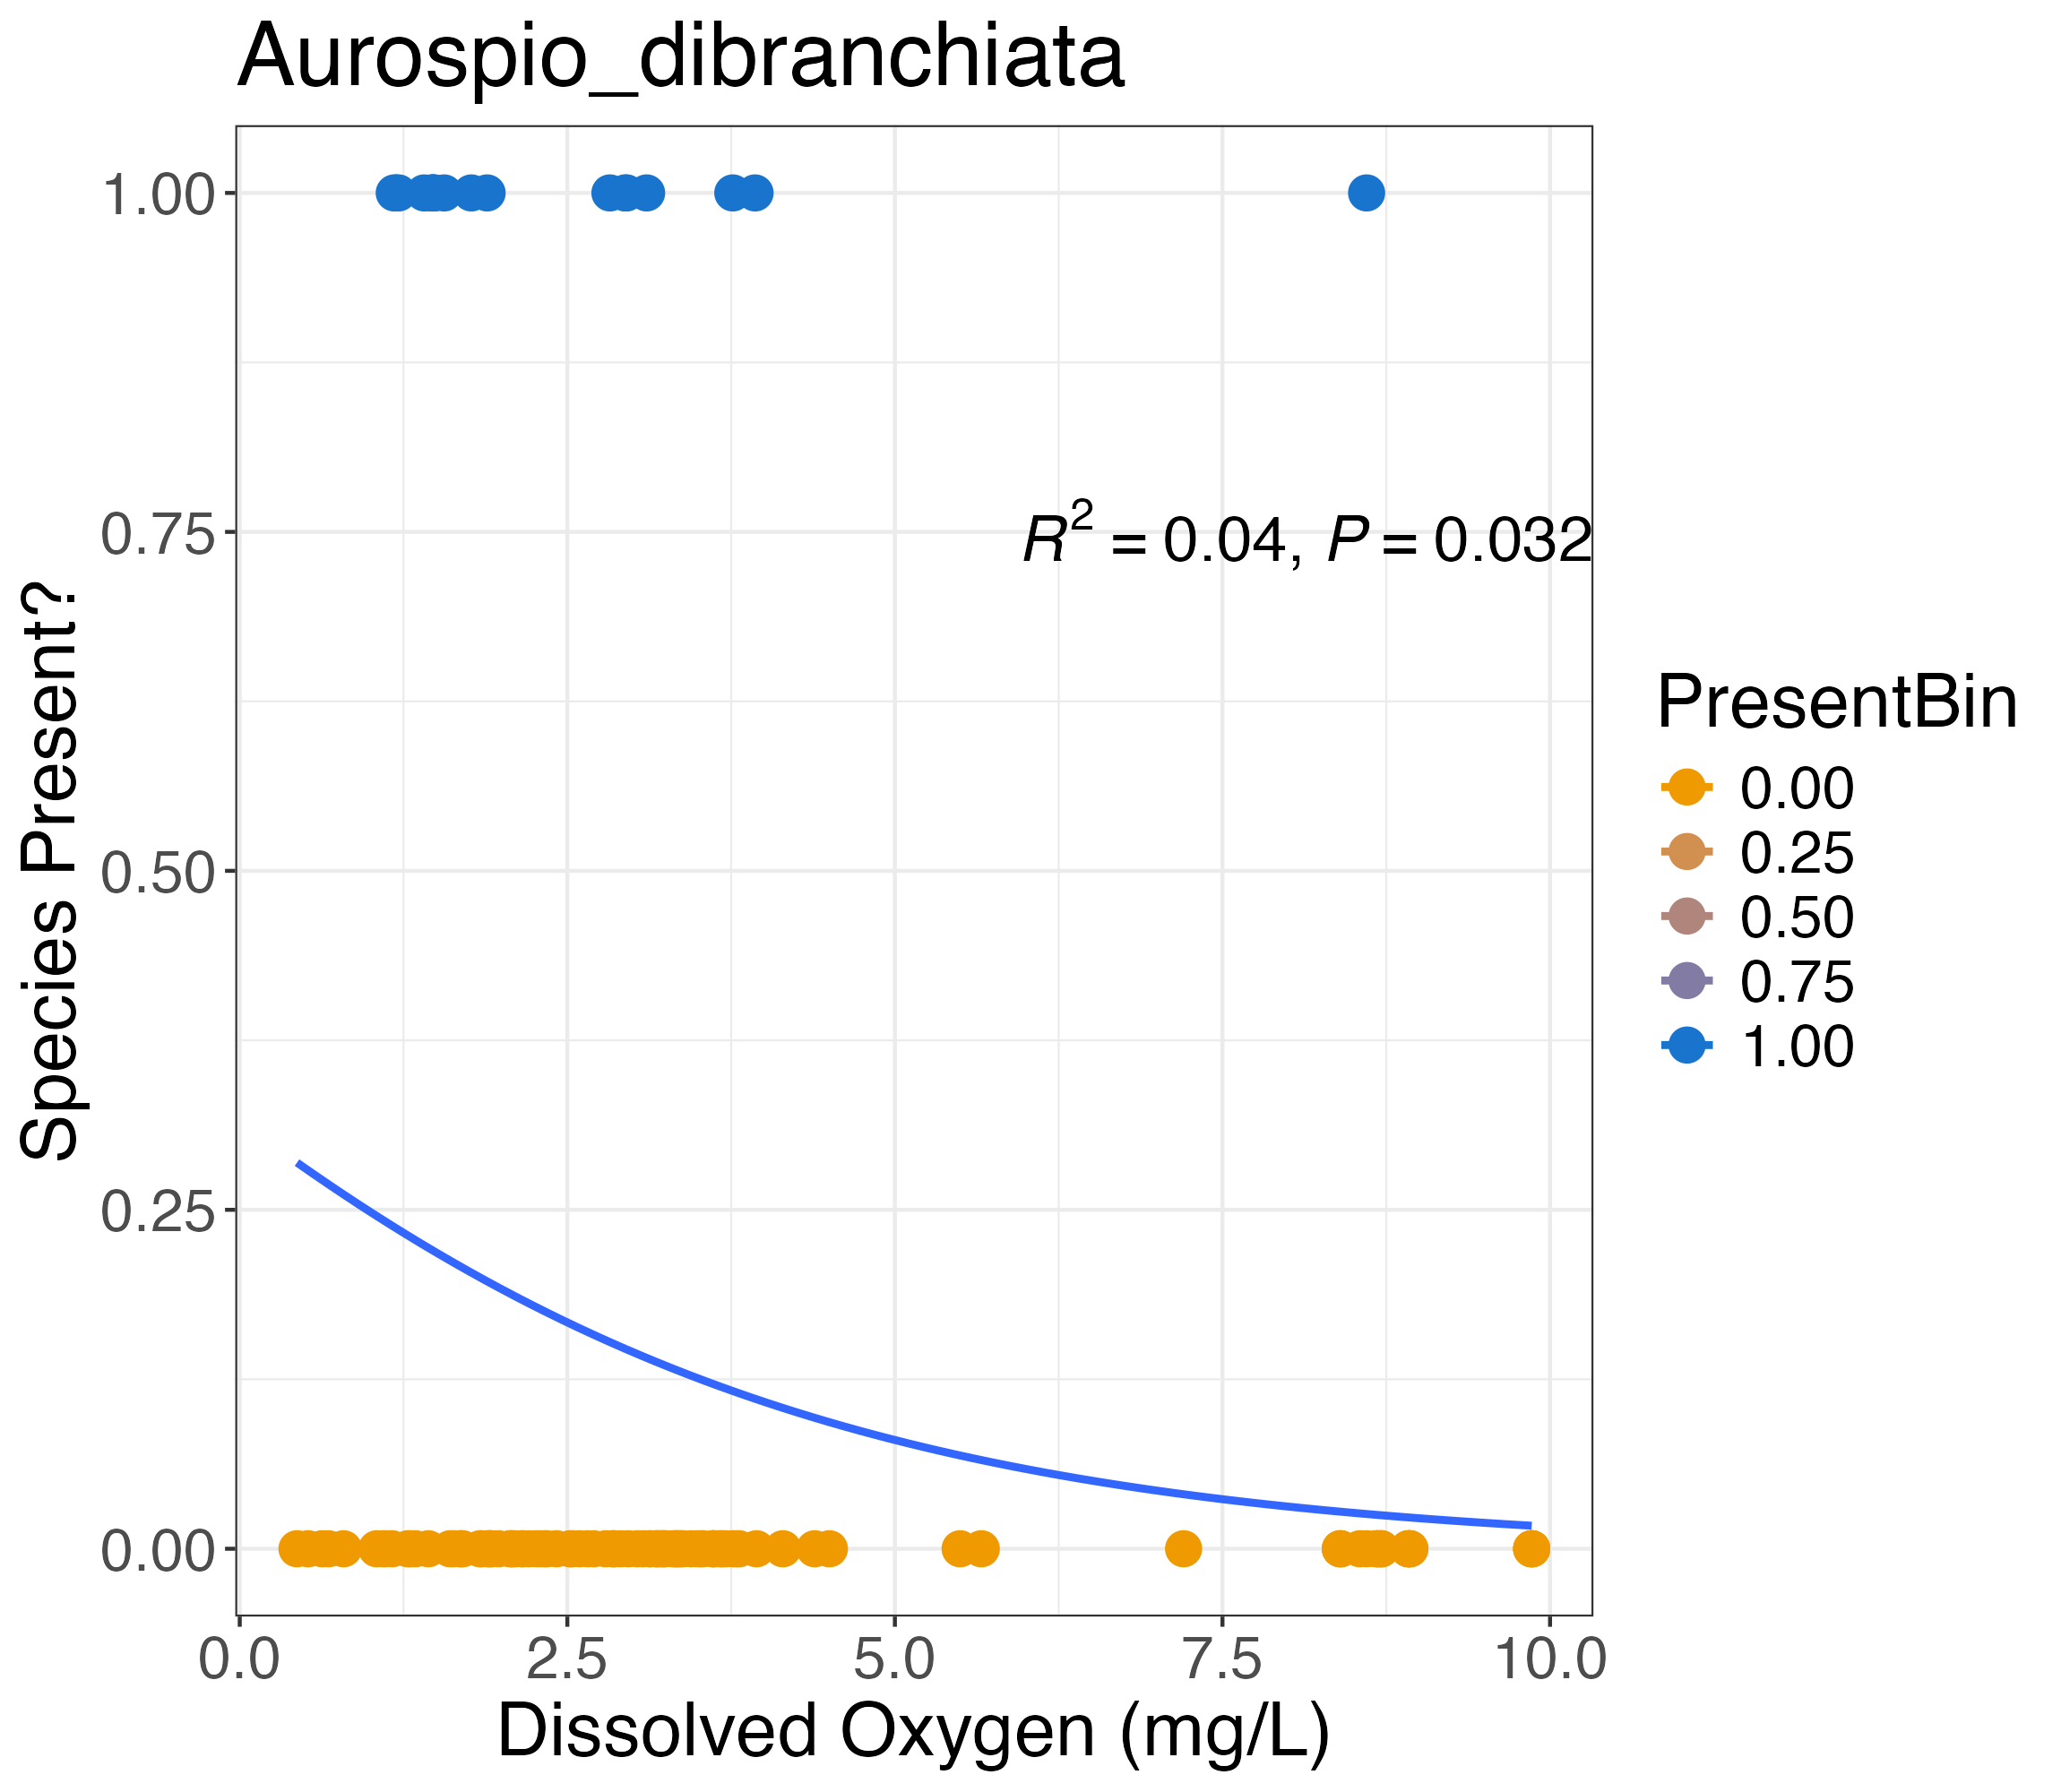 Aurospio_dibranchiata
1.00
0.75
0.50
0.25
0.00
Species Present?
R² = 0.04, P = 0.032
0.0 2.5 5.0 7.5 10.0
Dissolved Oxygen (mg/L)
PresentBin
0.00
0.25
0.50
0.75
1.00